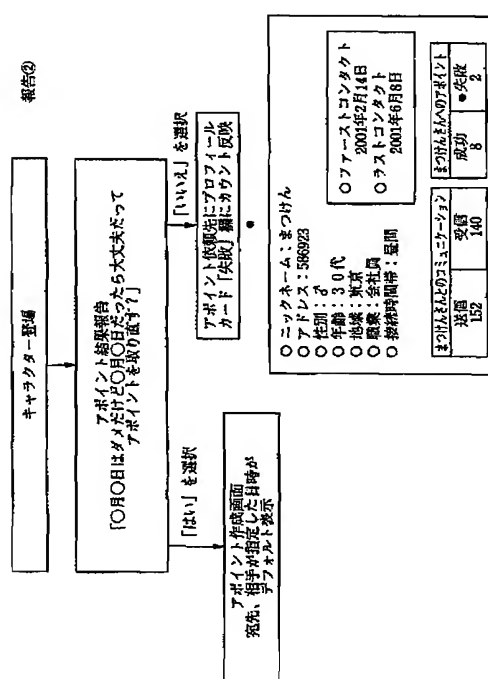 報告②
キャラクター登場
アポイント結果報告
「〇月〇日はダメだけど〇月〇日だったら大丈夫だって
アポイントを取り直す?」
「はい」を選択
「いいえ」を選択
アポイント作成画面
宛先、相手が指定した日時が
デフォルト表示
アポイント依頼先にプロフィール
カード「失敗」欄にカウント反映
○ニックネーム:まつけん
○アドレス:586923
○性別:♂
○年齢:30代
○地域:東京
○職業:会社員
○接続時間帯:昼間
○ファーストコンタクト
2001年2月14日
○ラストコンタクト
2001年6月8日
まつけんさんとのコミュニケーション
送信 受信
152 140
まつけんさんへのアポイント
成功 ●失敗
8 2